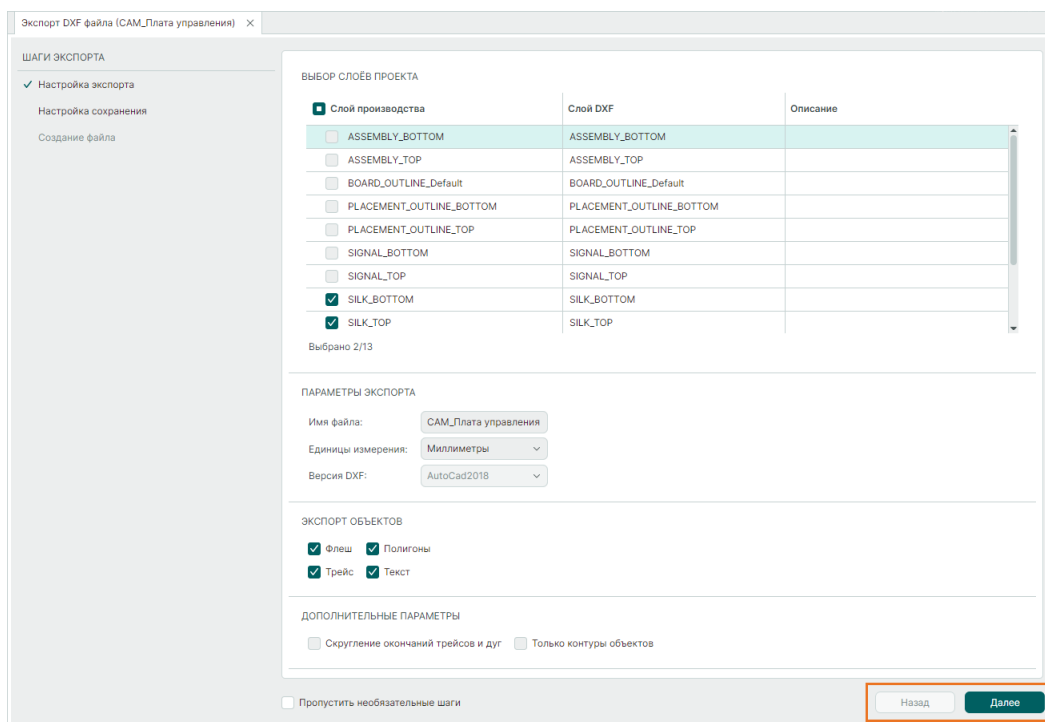 Экспорт DXF файла (CAM_Плата управления)
ШАГИ ЭКСПОРТА
Настройка экспорта
Настройка сохранения
Создание файла
ВЫБОР СЛОЁВ ПРОЕКТА
Слой производства Слой DXF Описание
ASSEMBLY_BOTTOM ASSEMBLY_BOTTOM
ASSEMBLY_TOP ASSEMBLY_TOP
BOARD_OUTLINE_Default BOARD_OUTLINE_Default
PLACEMENT_OUTLINE_BOTTOM PLACEMENT_OUTLINE_BOTTOM
PLACEMENT_OUTLINE_TOP PLACEMENT_OUTLINE_TOP
SIGNAL_BOTTOM SIGNAL_BOTTOM
SIGNAL_TOP SIGNAL_TOP
SILK_BOTTOM SILK_BOTTOM
SILK_TOP SILK_TOP
Выбрано 2/13
ПАРАМЕТРЫ ЭКСПОРТА
Имя файла: CAM_Плата управления
Единицы измерения: Миллиметры
Версия DXF: AutoCad2018
ЭКСПОРТ ОБЪЕКТОВ
Флеш Полигоны
Трейс Текст
ДОПОЛНИТЕЛЬНЫЕ ПАРАМЕТРЫ
Скругление окончаний трейсов и дуг Только контуры объектов
Пропустить необязательные шаги Назад Далее